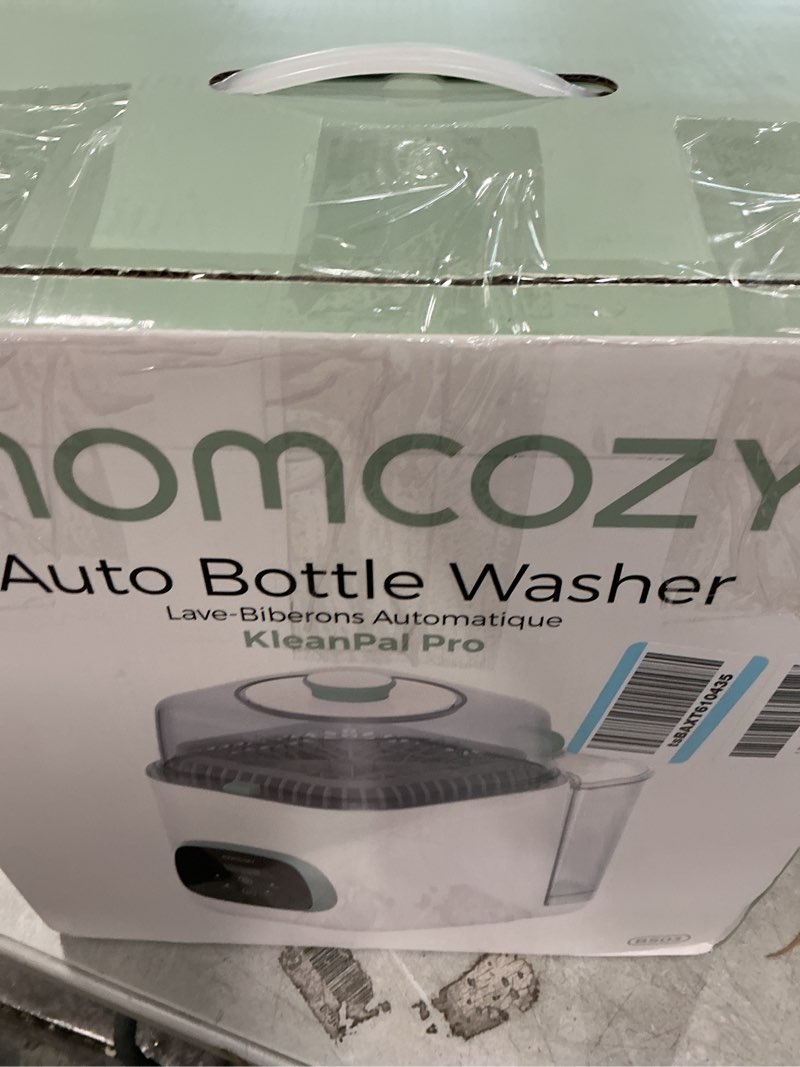 momcozy
Auto Bottle Washer
Lave-Biberons Automatique
KleanPal Pro